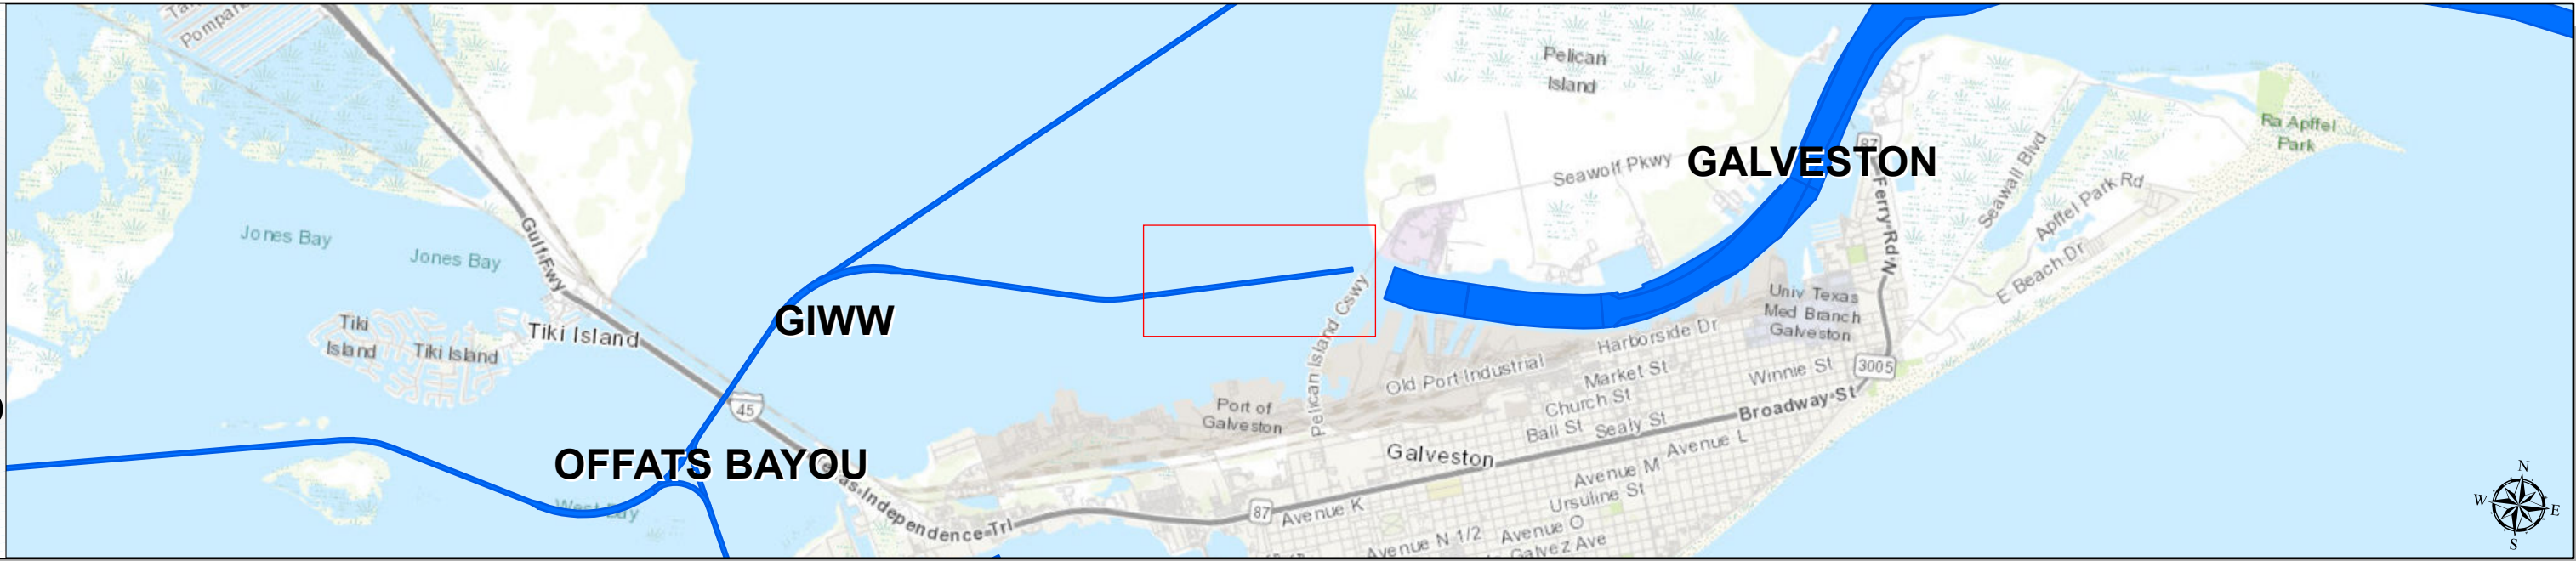 Pelican
Island
Ra Apffel
Park
87
GALVESTON
Seawolf Pkwy
Seawall Blvd
Apffel Park Rd
Ferry Rd N
E Beach Dr
Jones Bay
Jones Bay
Gulf Fwy
GIWW
Tiki
Island
Tiki Island
Tiki Island
Pelican Island Cswy
Univ Texas
Med Branch
Galveston
Harborside Dr
Old Port Industrial
Market St
Winnie St
3005
Church St
Broadway St
Ball St
Sealy St
Port of
Galveston
45
OFFATS BAYOU
Galveston
Avenue L
Avenue M
Ursuline St
West Bay
Independence Trl
87
Avenue K
Avenue O
Avenue N 1/2
Galvez Ave
N
W
E
S